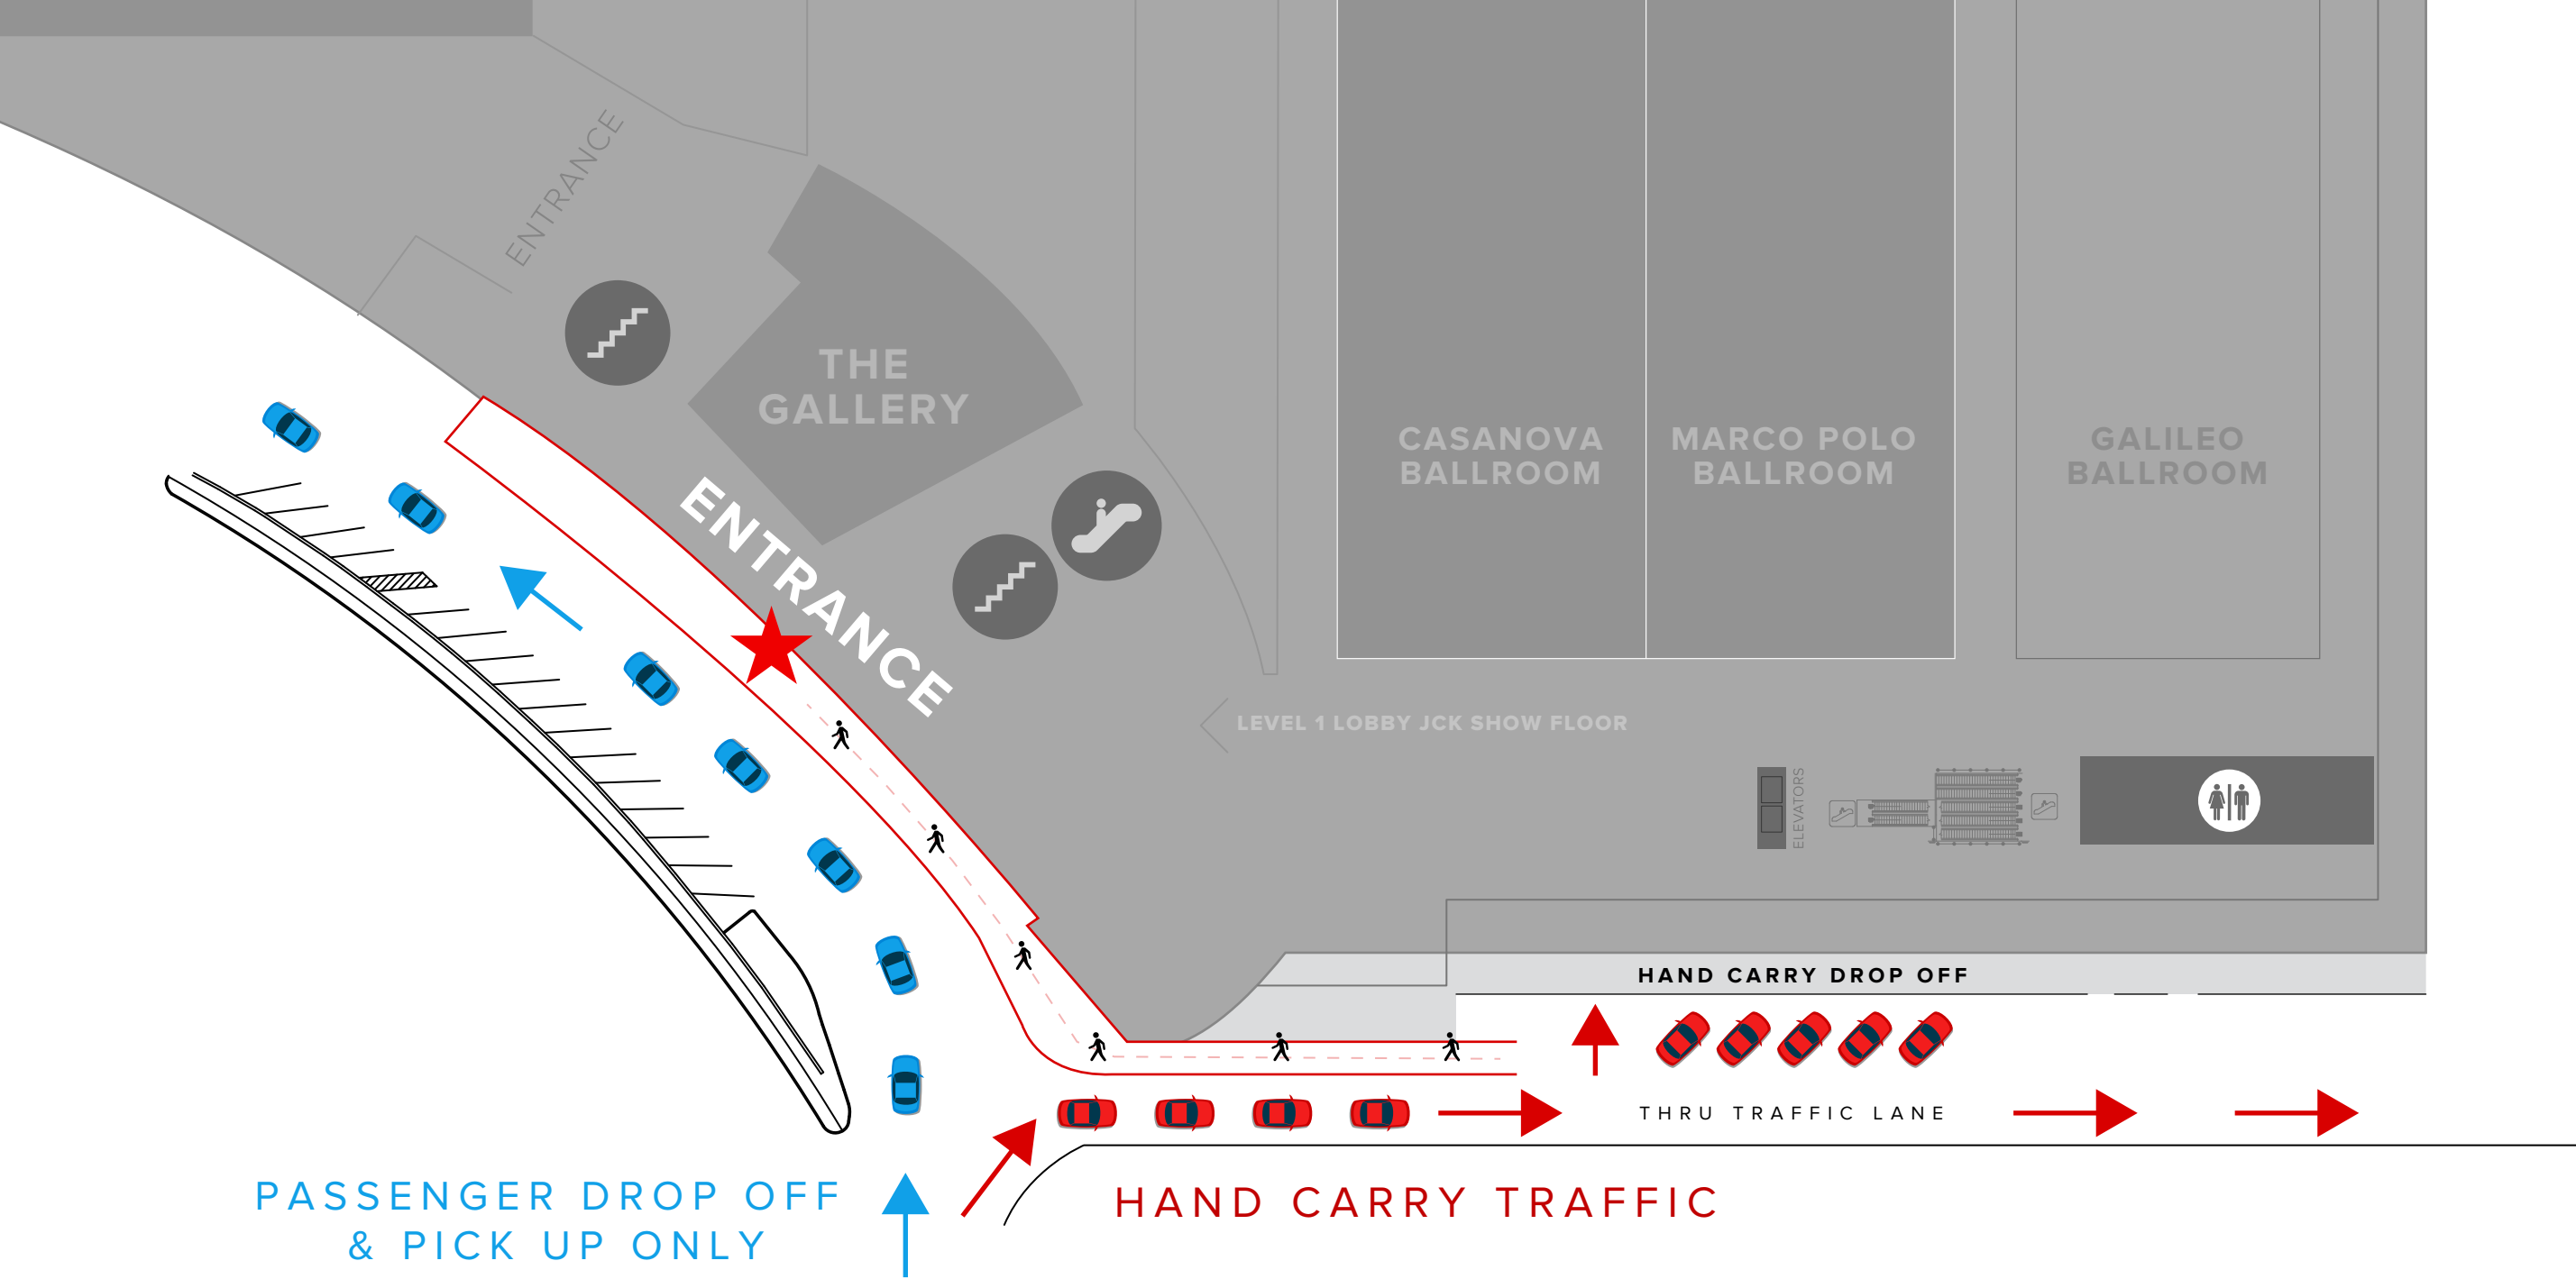 ENTRANCE
THE
GALLERY
ENTRANCE
CASANOVA
BALLROOM
MARCO POLO
BALLROOM
GALILEO
BALLROOM
LEVEL 1 LOBBY JCK SHOW FLOOR
ELEVATORS
HAND CARRY DROP OFF
THRU TRAFFIC LANE
PASSENGER DROP OFF
& PICK UP ONLY
HAND CARRY TRAFFIC